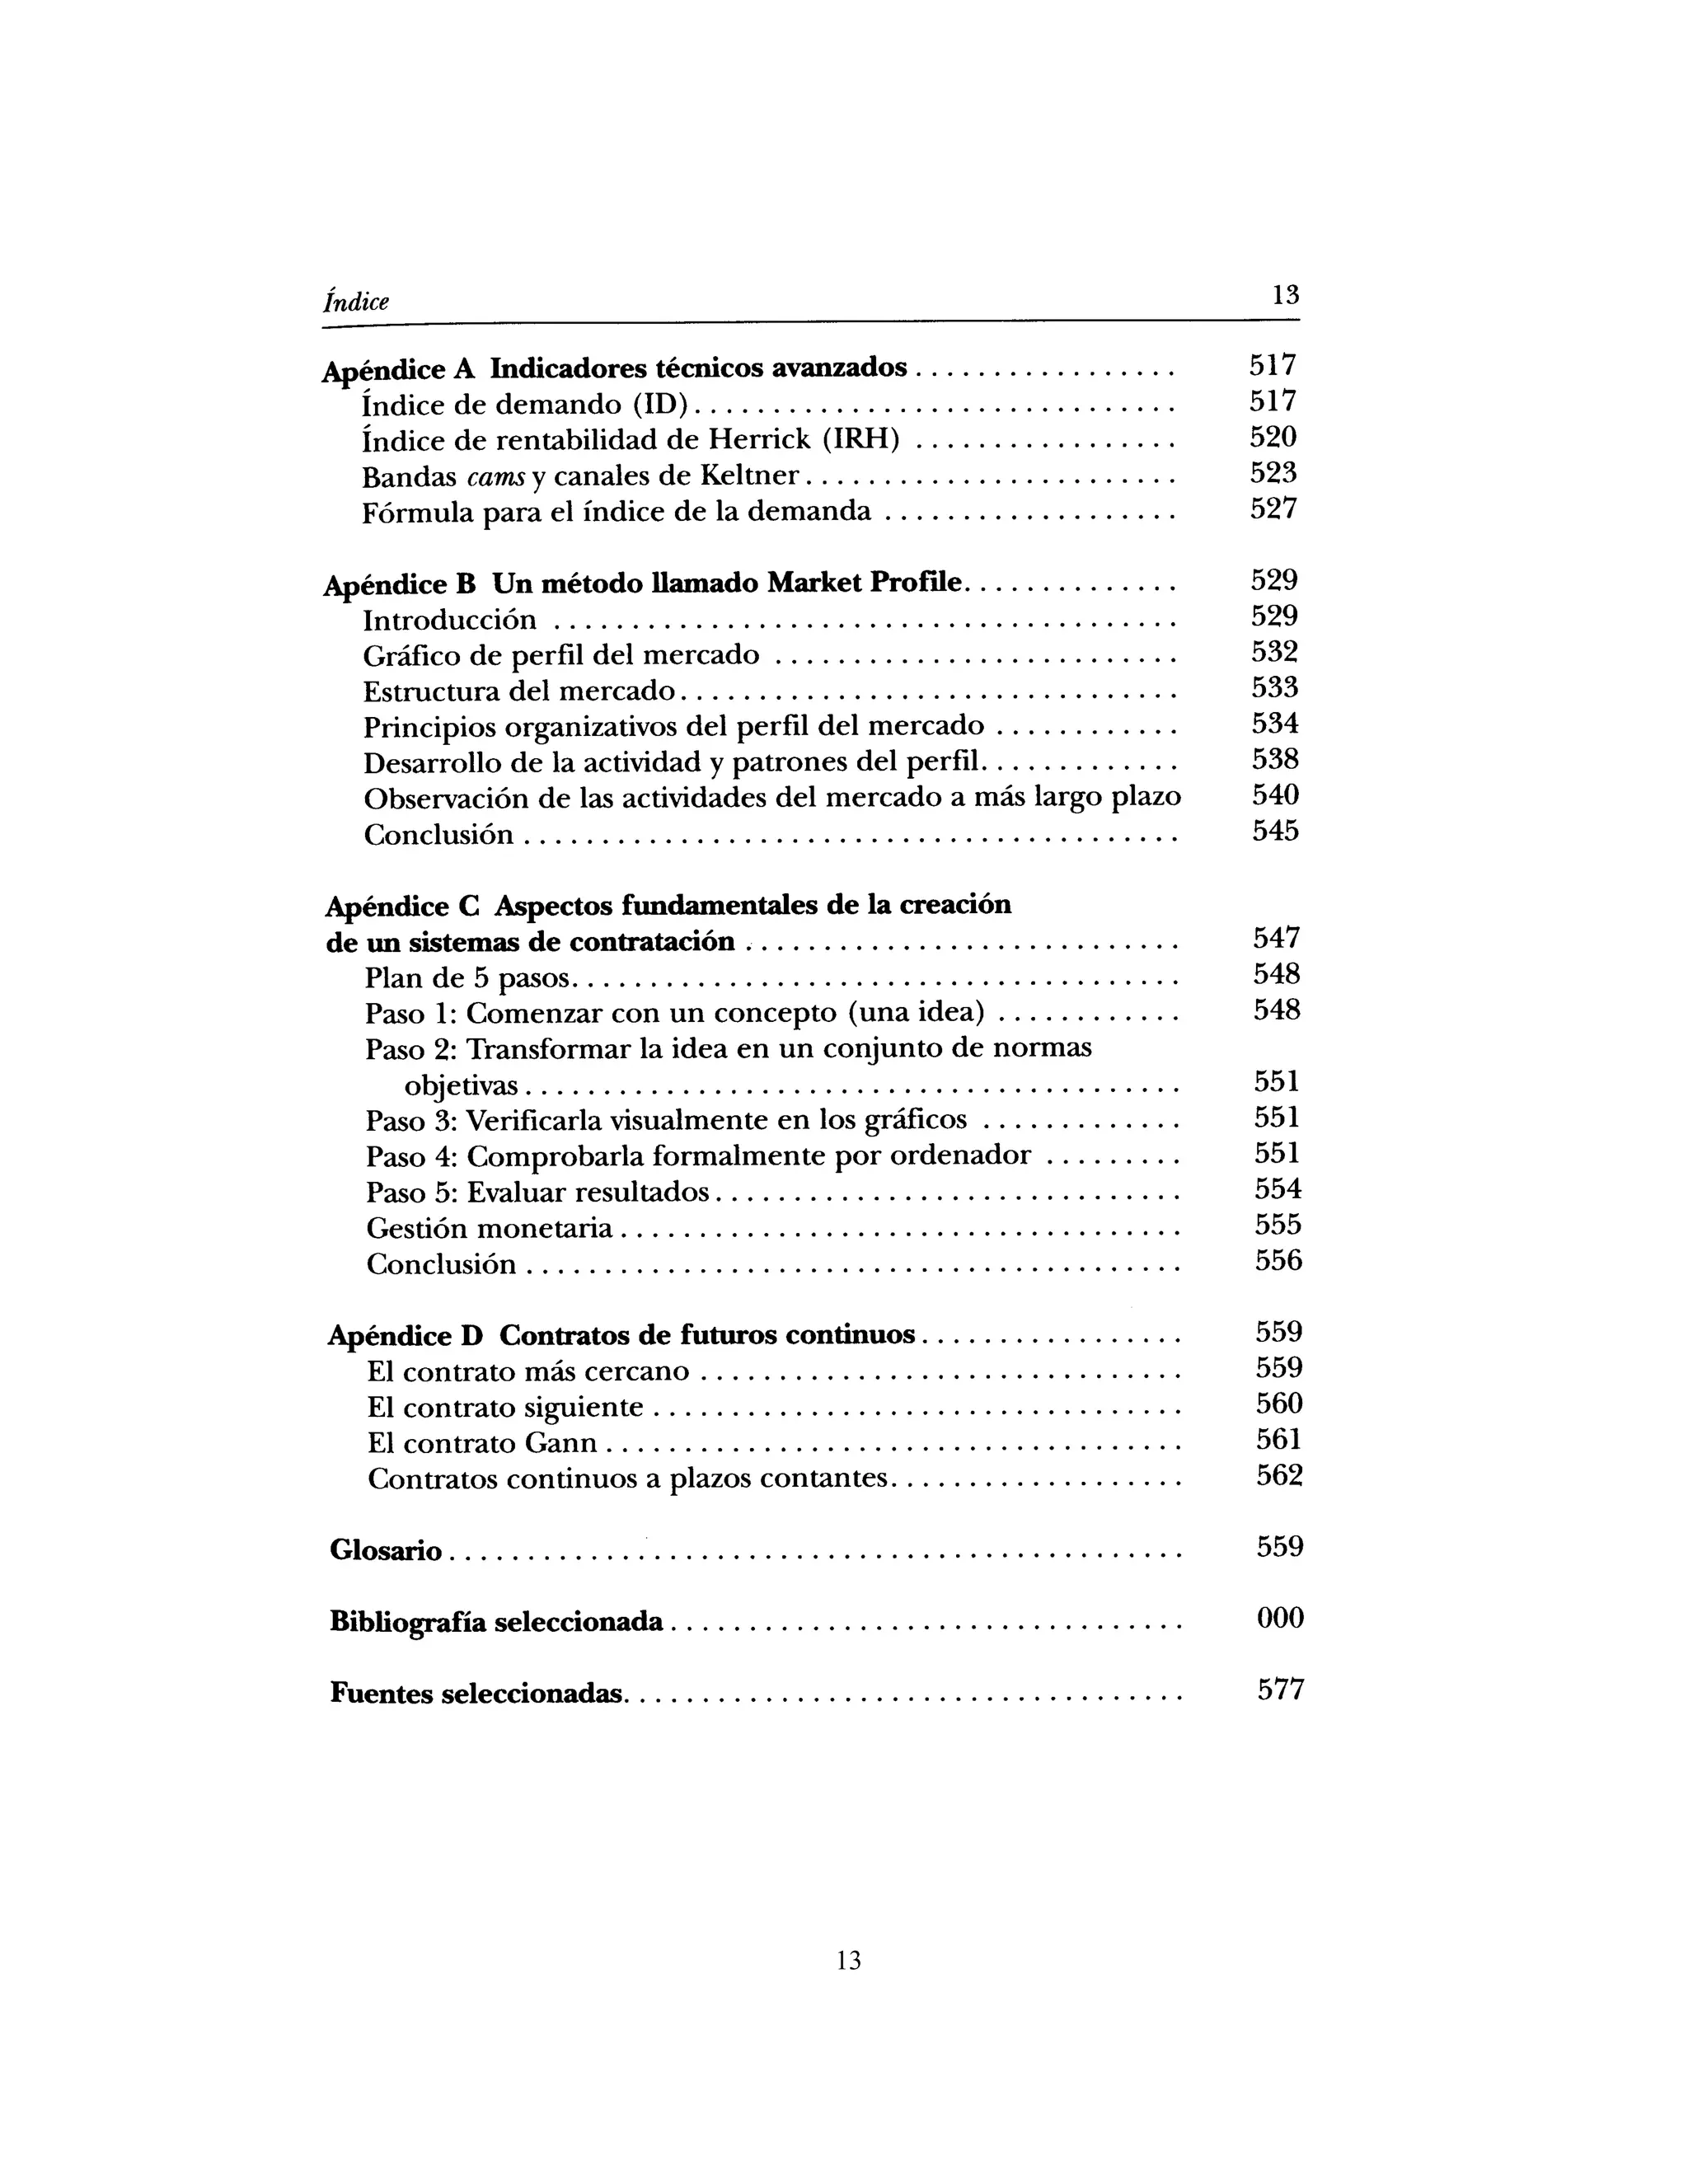 Índice 13
Apéndice A Indicadores técnicos avanzados . . . . . . . . . . . . . . . . . 517
Índice de demando (ID) . . . . . . . . . . . . . . . . . . . . . . . . . . . . . . . 517
Índice de rentabilidad de Herrick (IRH) . . . . . . . . . . . . . . . . . 520
Bandas cams y canales de Keltner . . . . . . . . . . . . . . . . . . . . . . . . 523
Fórmula para el índice de la demanda . . . . . . . . . . . . . . . . . . . 527
Apéndice B Un método llamado Market Profile . . . . . . . . . . . . . . 529
Introducción . . . . . . . . . . . . . . . . . . . . . . . . . . . . . . . . . . . . . . . . 529
Gráfico de perfil del mercado . . . . . . . . . . . . . . . . . . . . . . . . . . 532
Estructura del mercado . . . . . . . . . . . . . . . . . . . . . . . . . . . . . . . . 533
Principios organizativos del perfil del mercado . . . . . . . . . . . . 534
Desarrollo de la actividad y patrones del perfil . . . . . . . . . . . . . 538
Observación de las actividades del mercado a más largo plazo 540
Conclusión . . . . . . . . . . . . . . . . . . . . . . . . . . . . . . . . . . . . . . . . . . 545
Apéndice C Aspectos fundamentales de la creación
de un sistemas de contratación . . . . . . . . . . . . . . . . . . . . . . . . . . . . 547
Plan de 5 pasos . . . . . . . . . . . . . . . . . . . . . . . . . . . . . . . . . . . . . . . 548
Paso 1: Comenzar con un concepto (una idea) . . . . . . . . . . . . 548
Paso 2: Transformar la idea en un conjunto de normas
objetivas . . . . . . . . . . . . . . . . . . . . . . . . . . . . . . . . . . . . . . . . . . 551
Paso 3: Verificarla visualmente en los gráficos . . . . . . . . . . . . . 551
Paso 4: Comprobarla formalmente por ordenador . . . . . . . . . 551
Paso 5: Evaluar resultados . . . . . . . . . . . . . . . . . . . . . . . . . . . . . . 554
Gestión monetaria . . . . . . . . . . . . . . . . . . . . . . . . . . . . . . . . . . . . 555
Conclusión . . . . . . . . . . . . . . . . . . . . . . . . . . . . . . . . . . . . . . . . . . 556
Apéndice D Contratos de futuros continuos . . . . . . . . . . . . . . . . . 559
El contrato más cercano . . . . . . . . . . . . . . . . . . . . . . . . . . . . . . . 559
El contrato siguiente . . . . . . . . . . . . . . . . . . . . . . . . . . . . . . . . . . 560
El contrato Gann . . . . . . . . . . . . . . . . . . . . . . . . . . . . . . . . . . . . . 561
Contratos continuos a plazos contantes . . . . . . . . . . . . . . . . . . . 562
Glosario . . . . . . . . . . . . . . . . . . . . . . . . . . . . . . . . . . . . . . . . . . . . . . . 559
Bibliografía seleccionada . . . . . . . . . . . . . . . . . . . . . . . . . . . . . . . . . 000
Fuentes seleccionadas . . . . . . . . . . . . . . . . . . . . . . . . . . . . . . . . . . . . 577
13